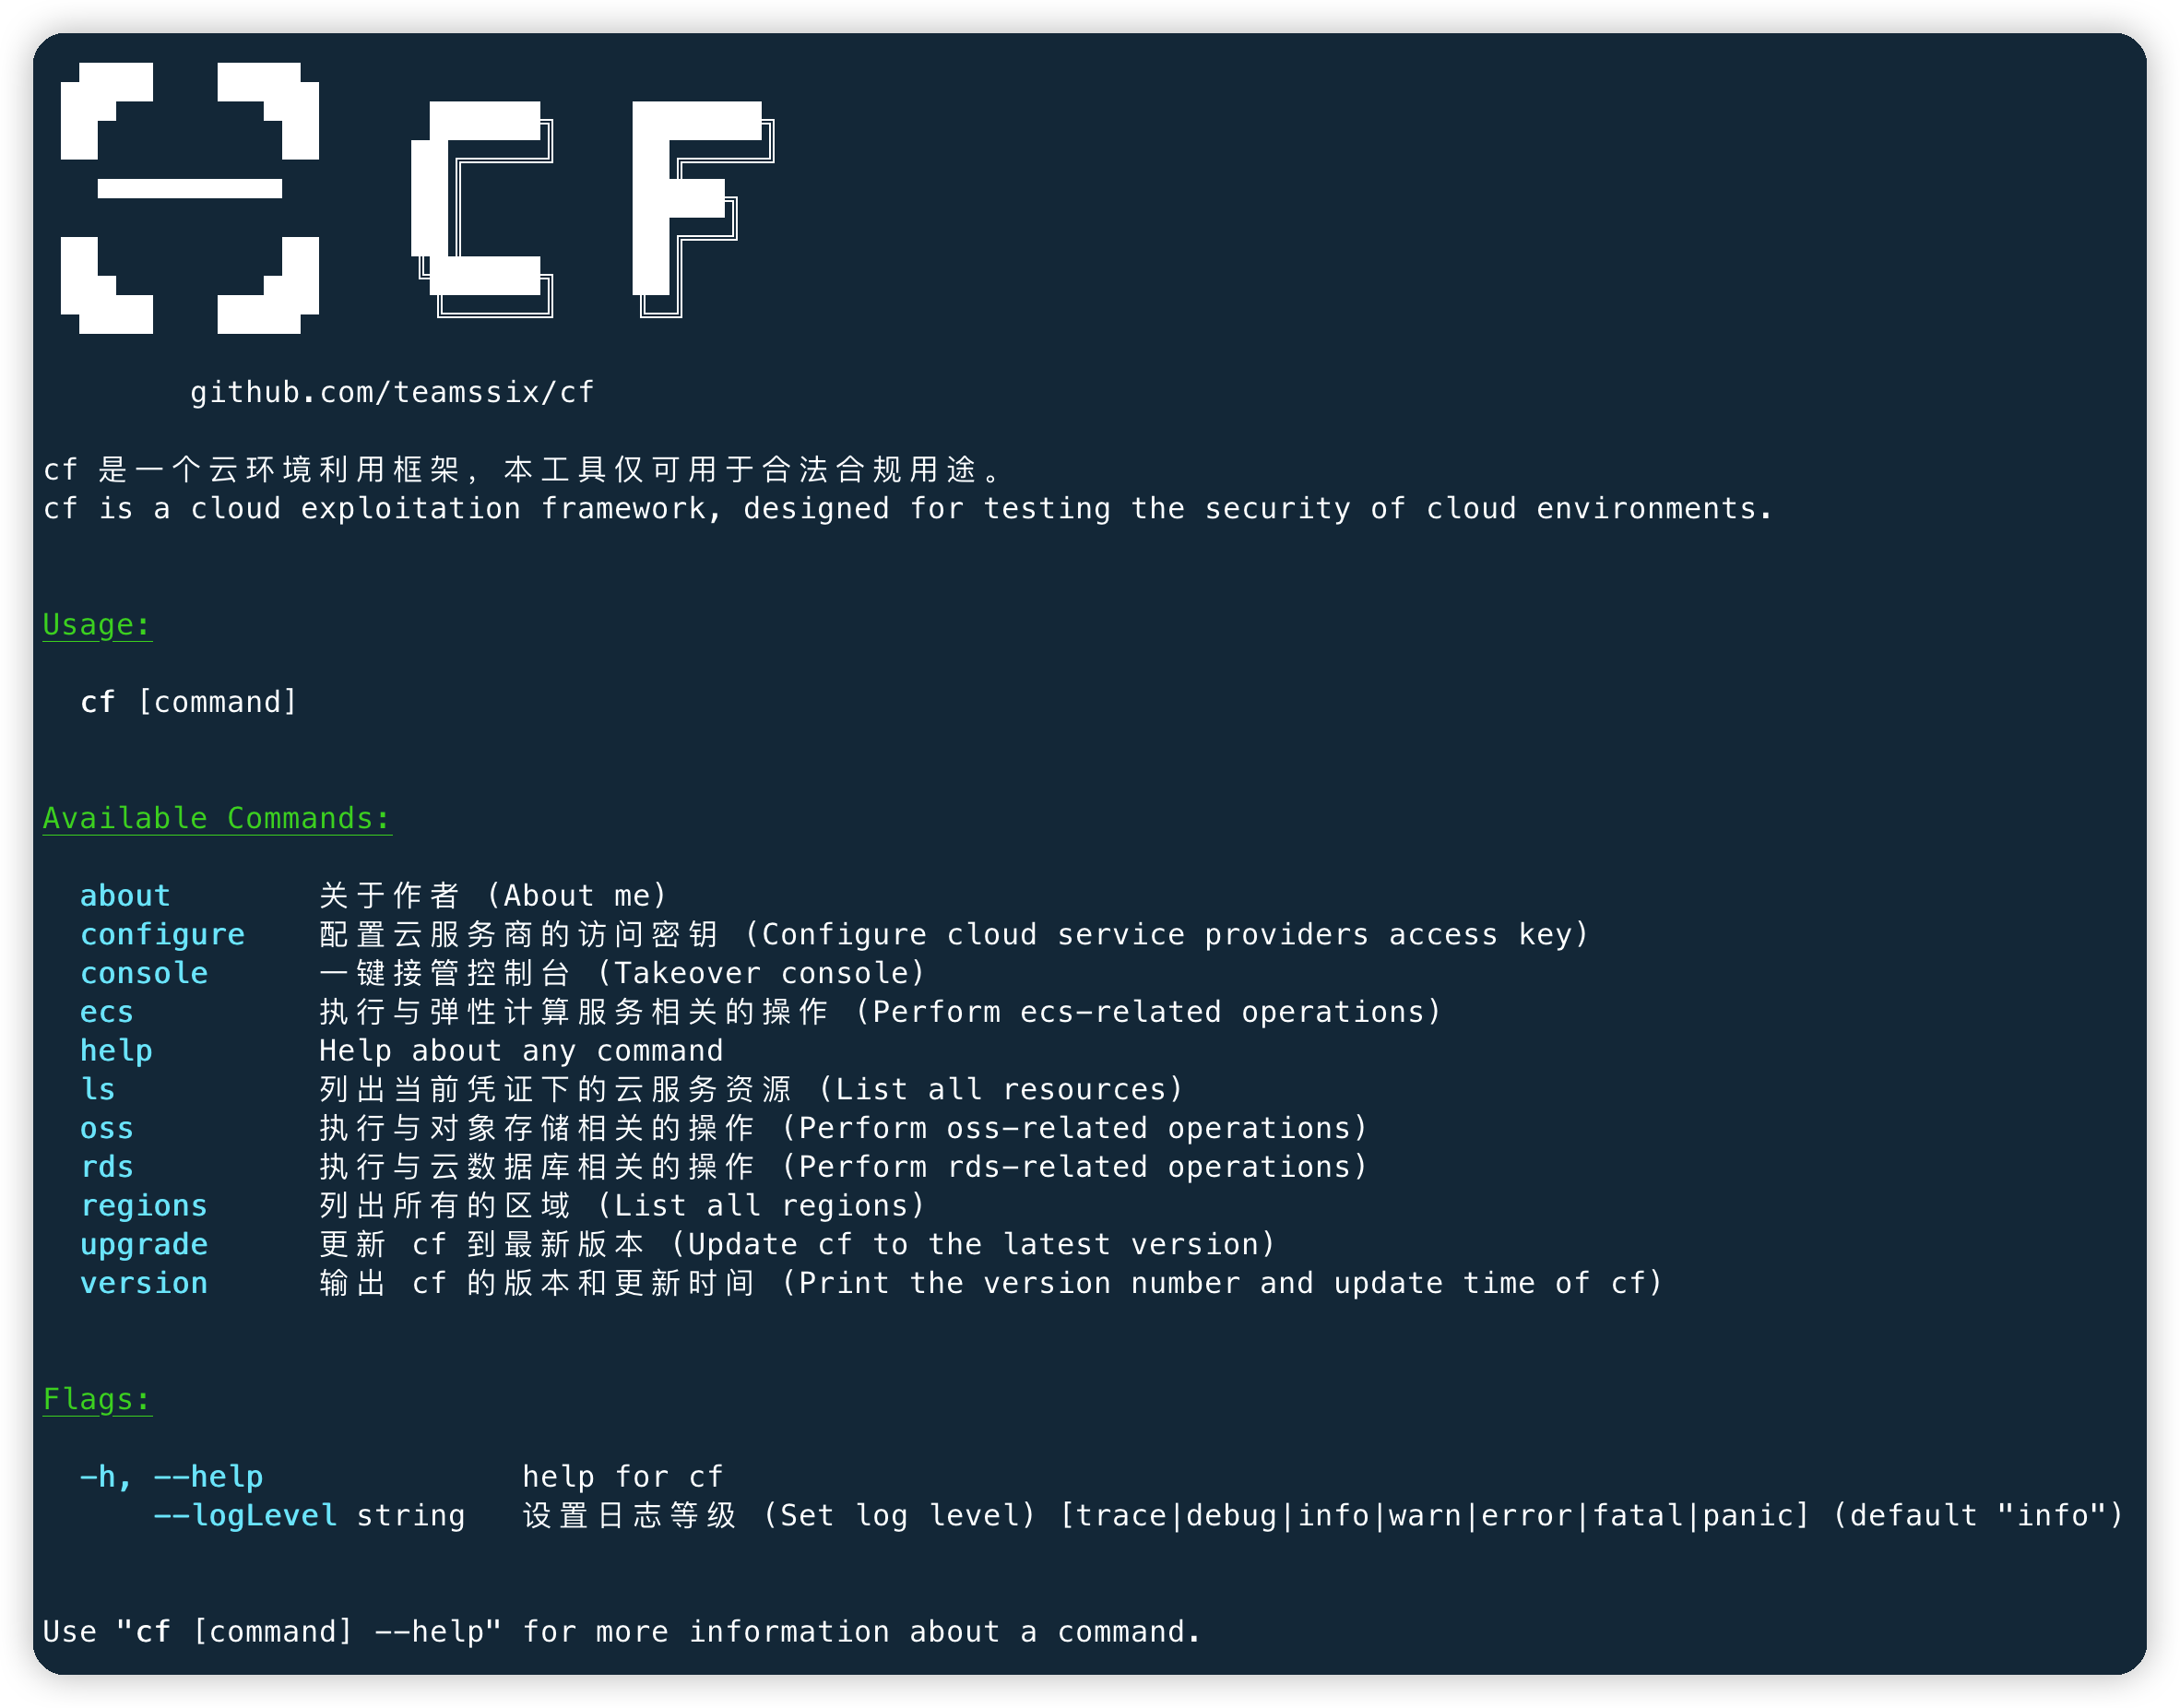 CF
github.com/teamssix/cf
cf 是一个云环境利用框架，本工具仅可用于合法合规用途。
cf is a cloud exploitation framework, designed for testing the security of cloud environments.
Usage:
cf [command]
Available Commands:
about 关于作者 (About me)
configure 配置云服务商的访问密钥 (Configure cloud service providers access key)
console 一键接管控制台 (Takeover console)
ecs 执行与弹性计算服务相关的操作 (Perform ecs-related operations)
help Help about any command
ls 列出当前凭证下的云服务资源 (List all resources)
oss 执行与对象存储相关的操作 (Perform oss-related operations)
rds 执行与云数据库相关的操作 (Perform rds-related operations)
regions 列出所有的区域 (List all regions)
upgrade 更新 cf 到最新版本 (Update cf to the latest version)
version 输出 cf 的版本和更新时间 (Print the version number and update time of cf)
Flags:
-h, --help help for cf
--logLevel string 设置日志等级 (Set log level) [trace|debug|info|warn|error|fatal|panic] (default "info")
Use "cf [command] --help" for more information about a command.